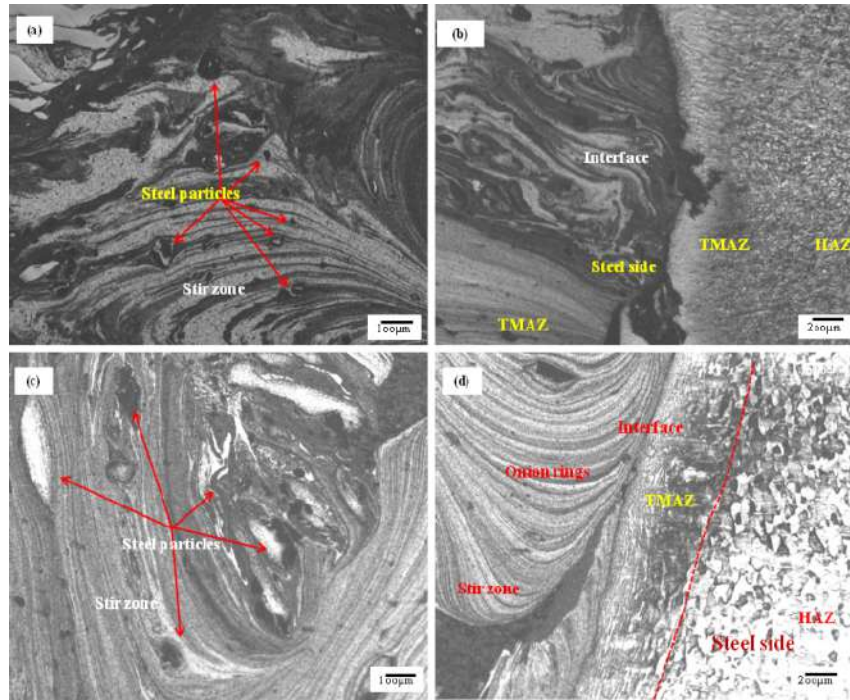 (a)
Steel particles
Stir zone
100µm
(b)
Interface
TMAZ
HAZ
Steel side
TMAZ
200µm
(c)
Steel particles
Stir zone
100µm
(d)
Interface
Onion rings
TMAZ
Stir zone
HAZ
Steel side
200µm